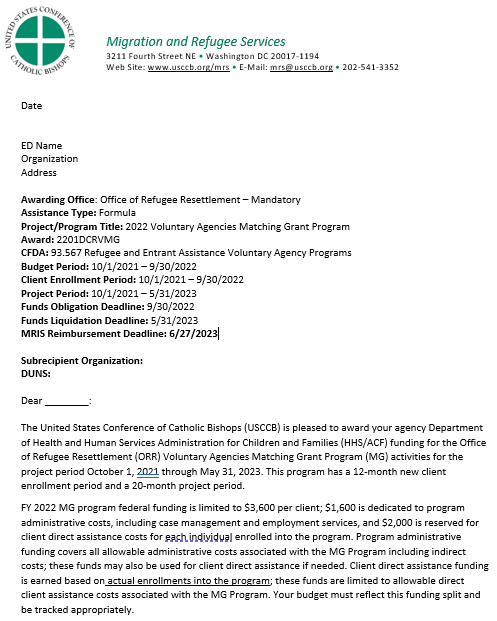 UNITED STATES CONFERENCE OF
CATHOLIC BISHOPS
Migration and Refugee Services
3211 Fourth Street NE • Washington DC 20017-1194
Web Site: www.usccb.org/mrs • E-Mail: mrs@usccb.org • 202-541-3352
Date
ED Name
Organization
Address
Awarding Office: Office of Refugee Resettlement – Mandatory
Assistance Type: Formula
Project/Program Title: 2022 Voluntary Agencies Matching Grant Program
Award: 2201DCRVMG
CFDA: 93.567 Refugee and Entrant Assistance Voluntary Agency Programs
Budget Period: 10/1/2021 – 9/30/2022
Client Enrollment Period: 10/1/2021 – 9/30/2022
Project Period: 10/1/2021 – 5/31/2023
Funds Obligation Deadline: 9/30/2022
Funds Liquidation Deadline: 5/31/2023
MRIS Reimbursement Deadline: 6/27/2023
Subrecipient Organization:
DUNS:
Dear ________:
The United States Conference of Catholic Bishops (USCCB) is pleased to award your agency Department
of Health and Human Services Administration for Children and Families (HHS/ACF) funding for the Office
of Refugee Resettlement (ORR) Voluntary Agencies Matching Grant Program (MG) activities for the
project period October 1, 2021 through May 31, 2023. This program has a 12-month new client
enrollment period and a 20-month project period.
FY 2022 MG program federal funding is limited to $3,600 per client; $1,600 is dedicated to program
administrative costs, including case management and employment services, and $2,000 is reserved for
client direct assistance costs for each individual enrolled into the program. Program administrative
funding covers all allowable administrative costs associated with the MG Program including indirect
costs; these funds may also be used for client direct assistance if needed. Client direct assistance funding
is earned based on actual enrollments into the program; these funds are limited to allowable direct
client assistance costs associated with the MG Program. Your budget must reflect this funding split and
be tracked appropriately.